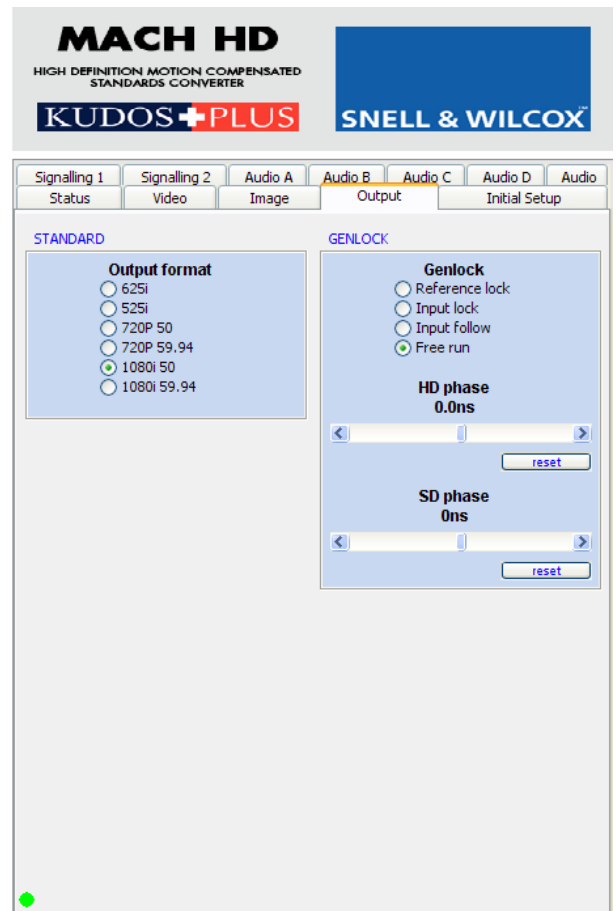 MACH HD
HIGH DEFINITION MOTION COMPENSATED
STANDARDS CONVERTER
KUDOS PLUS
SNELL & WILCOX
Signalling 1 Signalling 2 Audio A Audio B Audio C Audio D Audio
Status Video Image Output Initial Setup
STANDARD
Output format
625i
525i
720P 50
720P 59.94
1080i 50
1080i 59.94
GENLOCK
Genlock
Reference lock
Input lock
Input follow
Free run
HD phase
0.0ns
reset
SD phase
0ns
reset